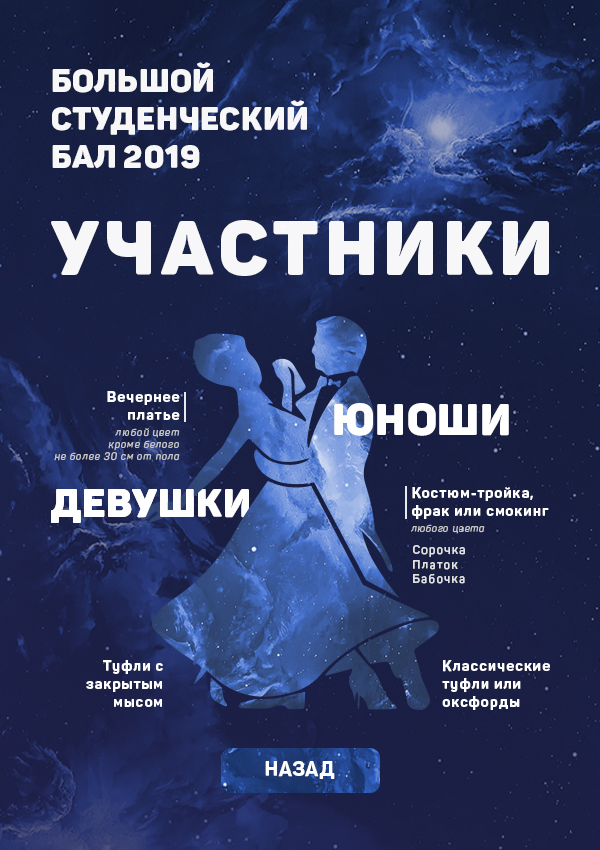 БОЛЬШОЙ
СТУДЕНЧЕСКИЙ
БАЛ 2019
УЧАСТНИКИ
Вечернее
платье
любой цвет
кроме белого
не более 30 см от пола
ЮНОШИ
ДЕВУШКИ
Костюм-тройка,
фрак или смокинг
любого цвета
Сорочка
Платок
Бабочка
Туфли с
закрытым
мысом
Классические
туфли или
оксфорды
НАЗАД